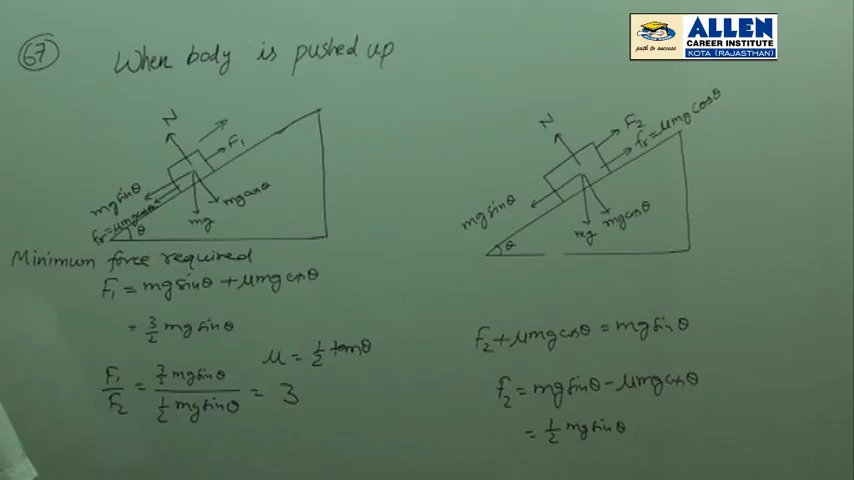 67
When body is pushed up
ALLEN
CAREER INSTITUTE
KOTA (RAJASTHAN)
path to success
N
F₁
mg sinθ
fr = μmg cosθ
mg cosθ
mg
θ
N
F₂
fr = μmg cosθ
mg sinθ
mg cosθ
mg
θ
Minimum force required
F₁ = mg sinθ + μmg cosθ
= 3/2 mg sinθ
μ = 1/2 tanθ
F₁/F₂ = (3/2 mg sinθ)/(1/2 mg sinθ) = 3
f₂ + μmg cosθ = mg sinθ
f₂ = mg sinθ - μmg cosθ
= 1/2 mg sinθ